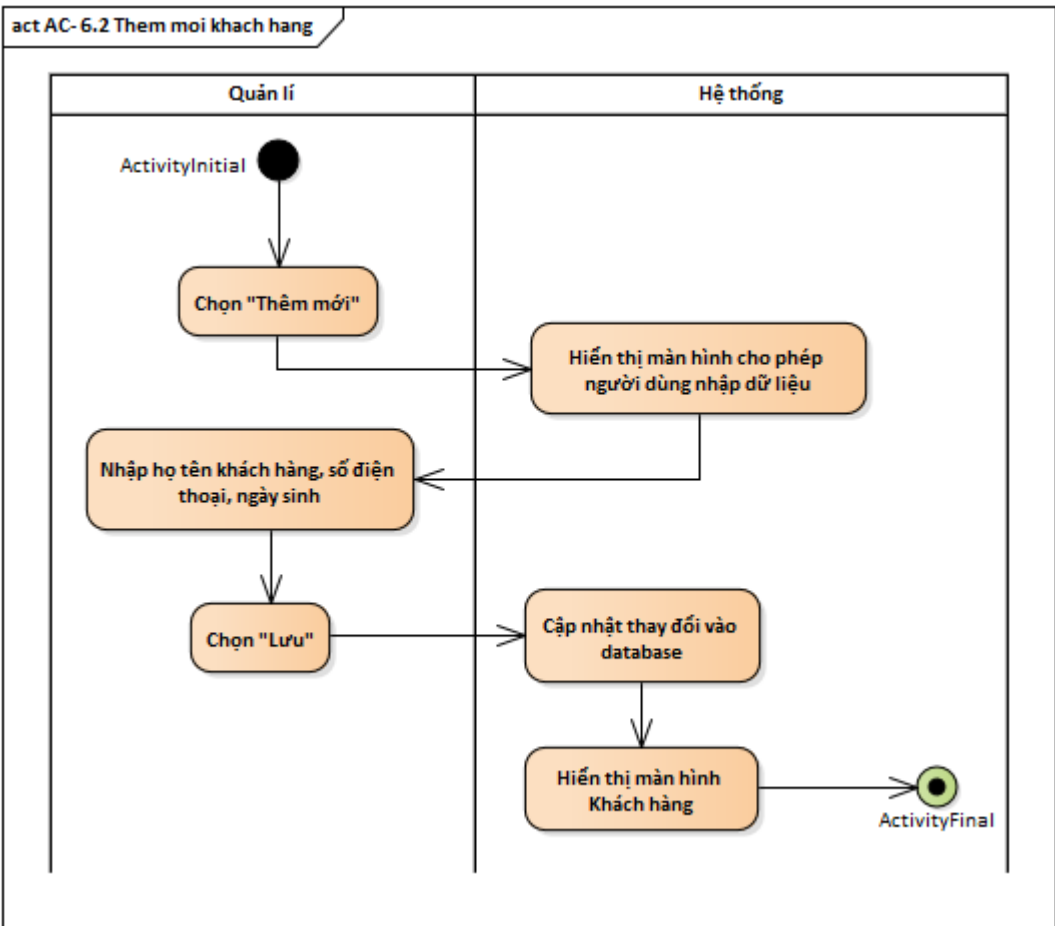 act AC- 6.2 Them moi khach hang
Quản lí
Hệ thống
ActivityInitial
Chọn "Thêm mới"
Hiển thị màn hình cho phép
người dùng nhập dữ liệu
Nhập họ tên khách hàng, số điện
thoại, ngày sinh
Chọn "Lưu"
Cập nhật thay đổi vào
database
Hiển thị màn hình
Khách hàng
ActivityFinal